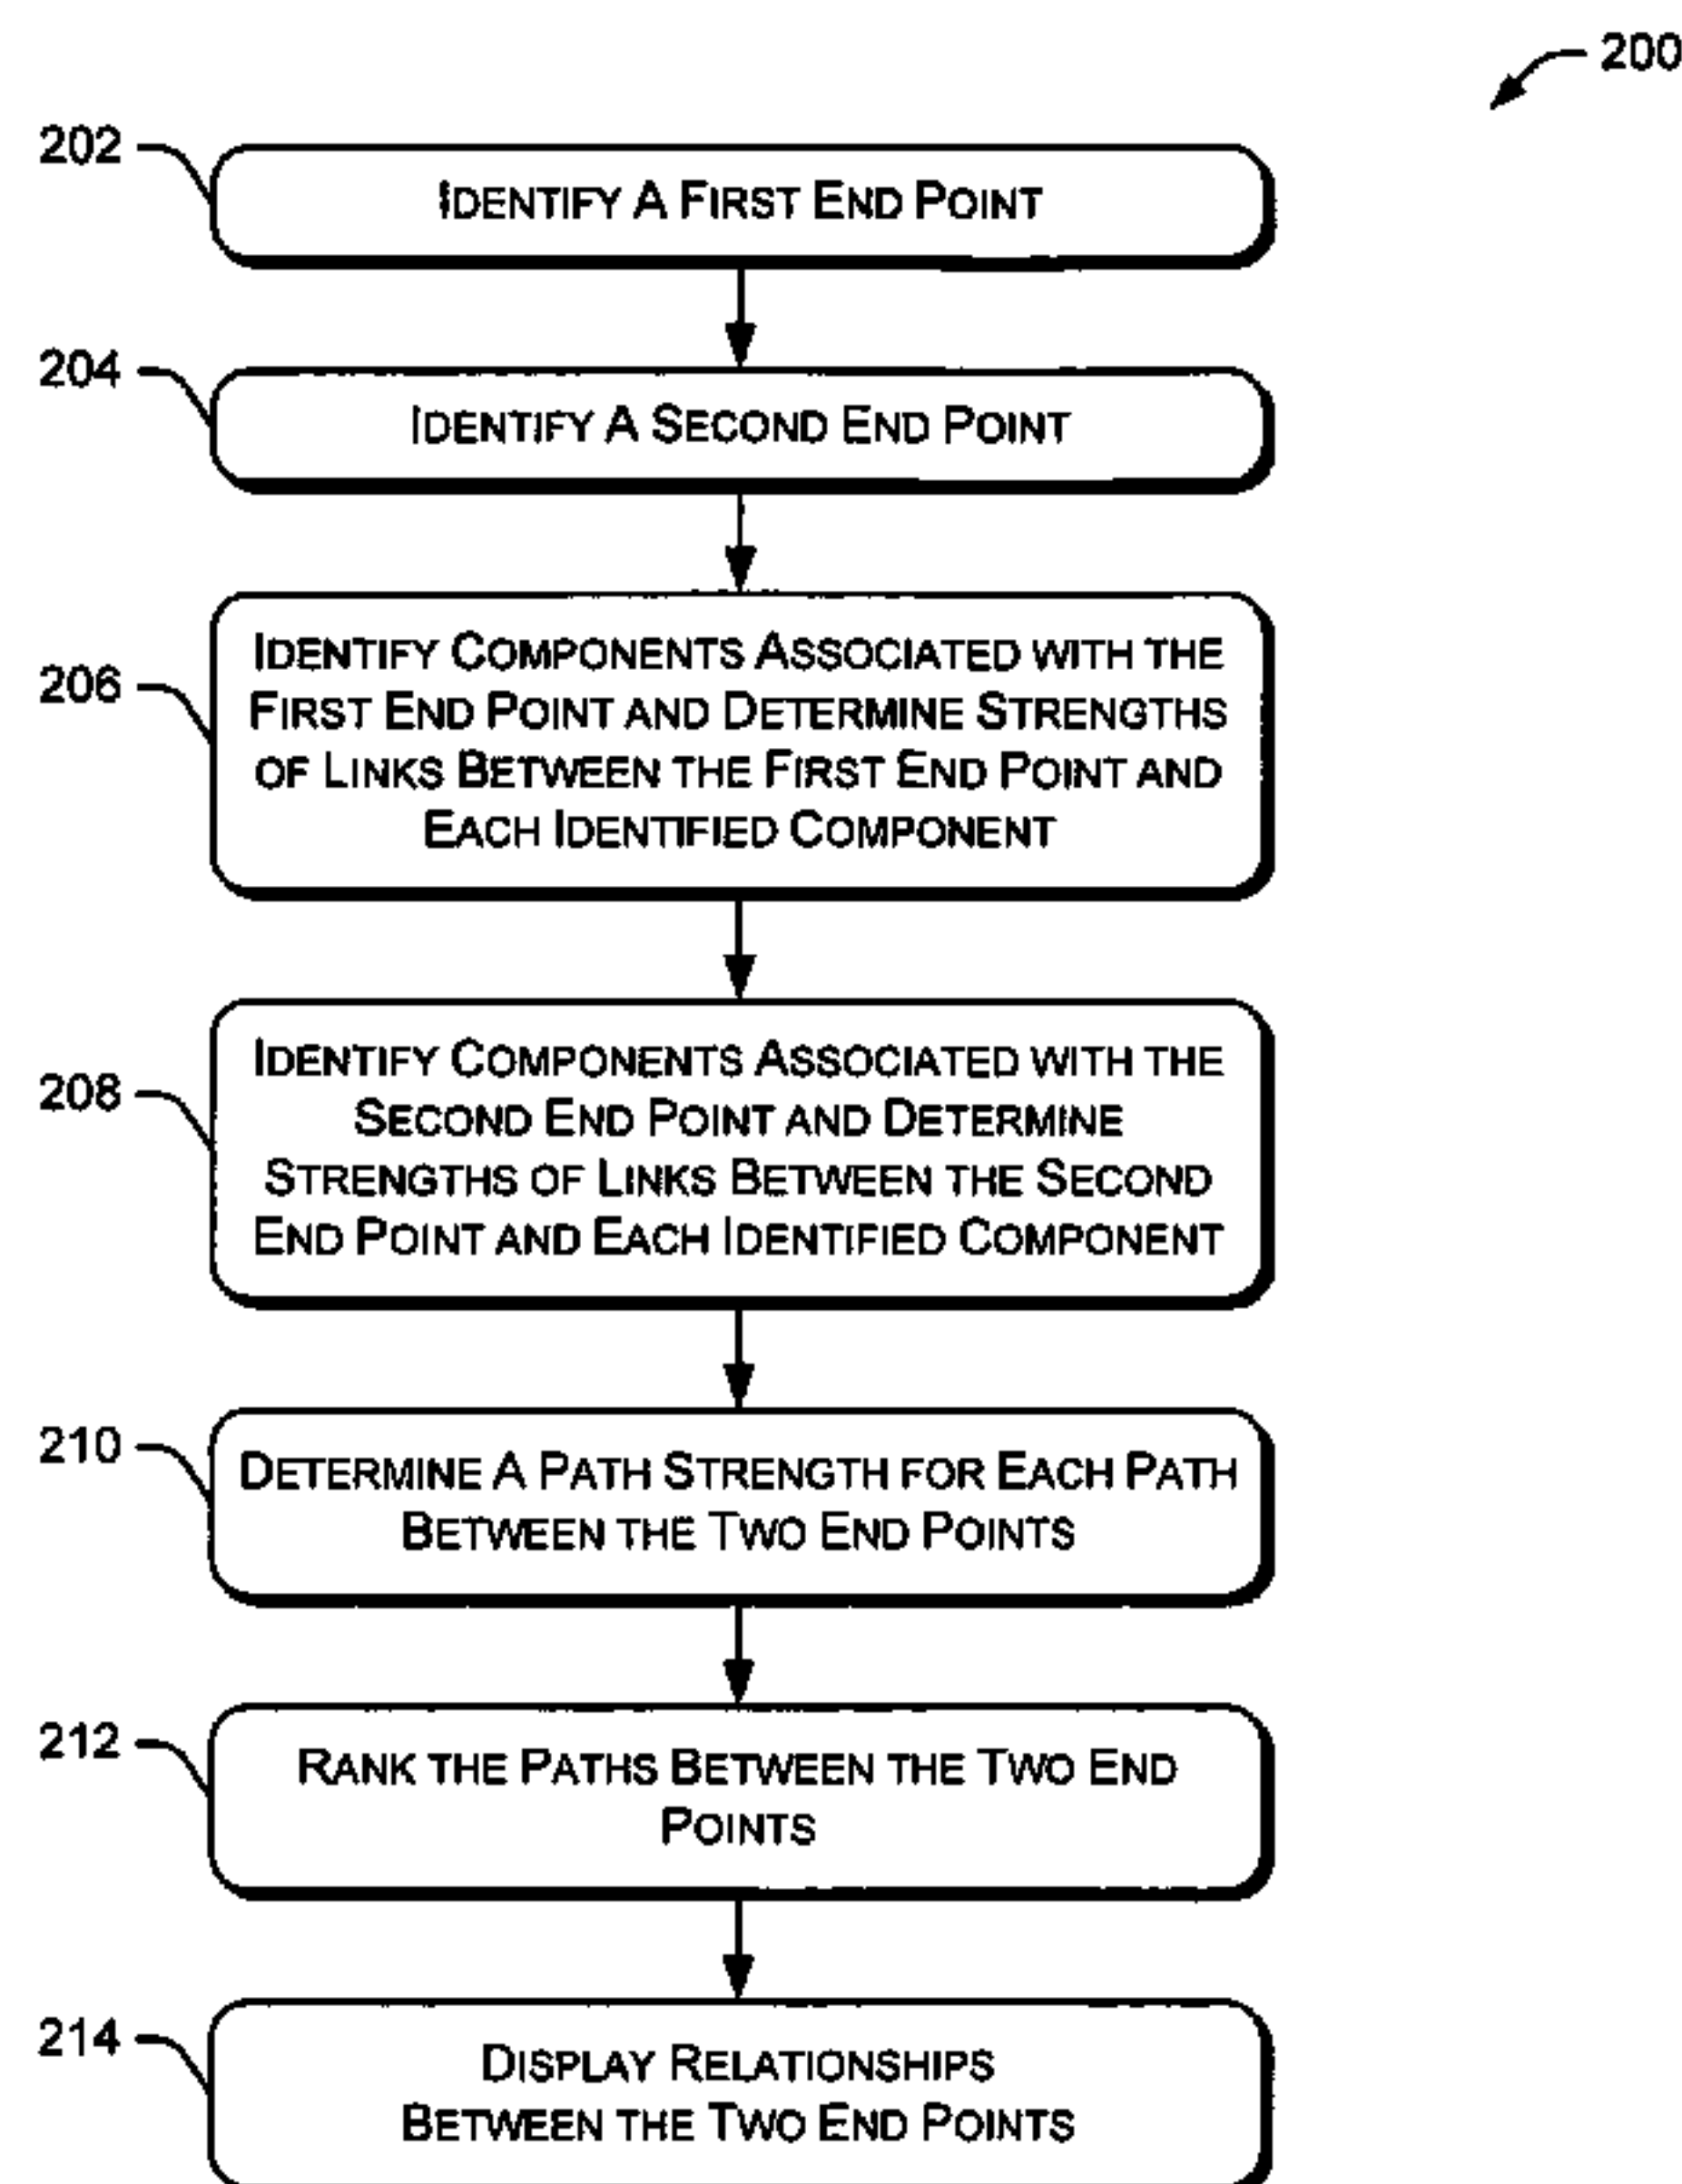 200
202
IDENTIFY A FIRST END POINT
204
IDENTIFY A SECOND END POINT
206
IDENTIFY COMPONENTS ASSOCIATED WITH THE
FIRST END POINT AND DETERMINE STRENGTHS
OF LINKS BETWEEN THE FIRST END POINT AND
EACH IDENTIFIED COMPONENT
208
IDENTIFY COMPONENTS ASSOCIATED WITH THE
SECOND END POINT AND DETERMINE
STRENGTHS OF LINKS BETWEEN THE SECOND
END POINT AND EACH IDENTIFIED COMPONENT
210
DETERMINE A PATH STRENGTH FOR EACH PATH
BETWEEN THE TWO END POINTS
212
RANK THE PATHS BETWEEN THE TWO END
POINTS
214
DISPLAY RELATIONSHIPS
BETWEEN THE TWO END POINTS